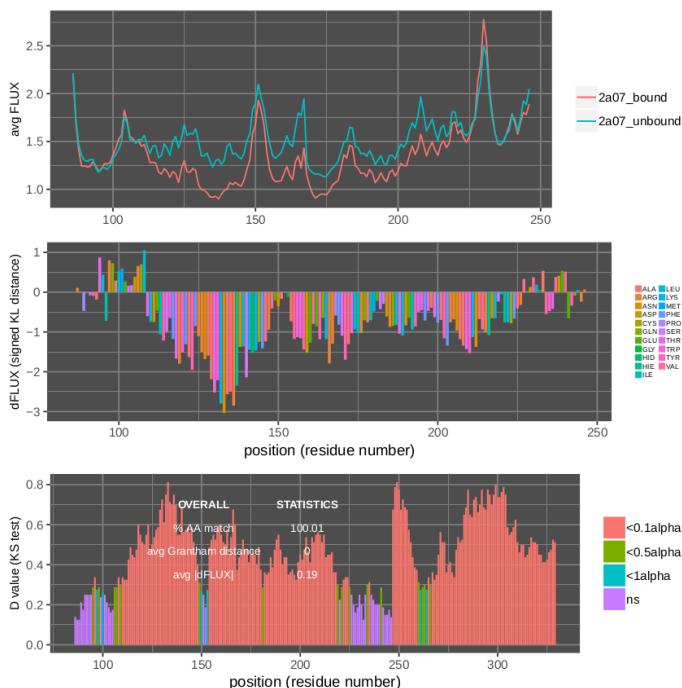 2.5
2.0
1.5
1.0
avg FLUX
100
150
200
250
2a07_bound
2a07_unbound
1
0
−1
−2
−3
dFLUX (signed KL distance)
100
150
200
250
position (residue number)
ALA LEU
ARG LYS
ASN MET
ASP PHE
CYS PRO
GLN SER
GLU THR
GLY TRP
HID TYR
HIE VAL
ILE
0.8
0.6
0.4
0.2
0.0
D value (KS test)
OVERALL STATISTICS
% AA match 100.01
avg Grantham distance 0
avg |dFLUX| 0.19
100
150
200
250
300
position (residue number)
<0.1alpha
<0.5alpha
<1alpha
ns